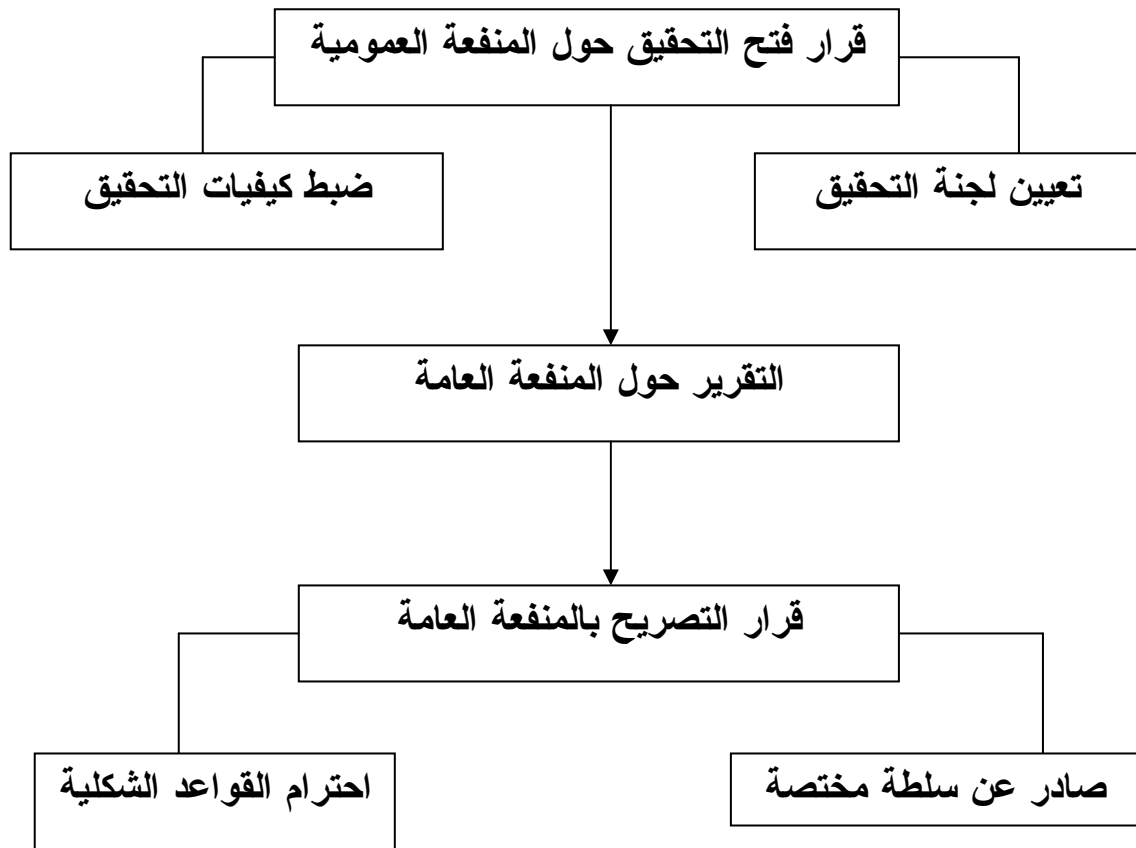 قرار فتح التحقيق حول المنفعة العمومية
تعيين لجنة التحقيق
ضبط كيفيات التحقيق
التقرير حول المنفعة العامة
قرار التصريح بالمنفعة العامة
صادر عن سلطة مختصة
احترام القواعد الشكلية